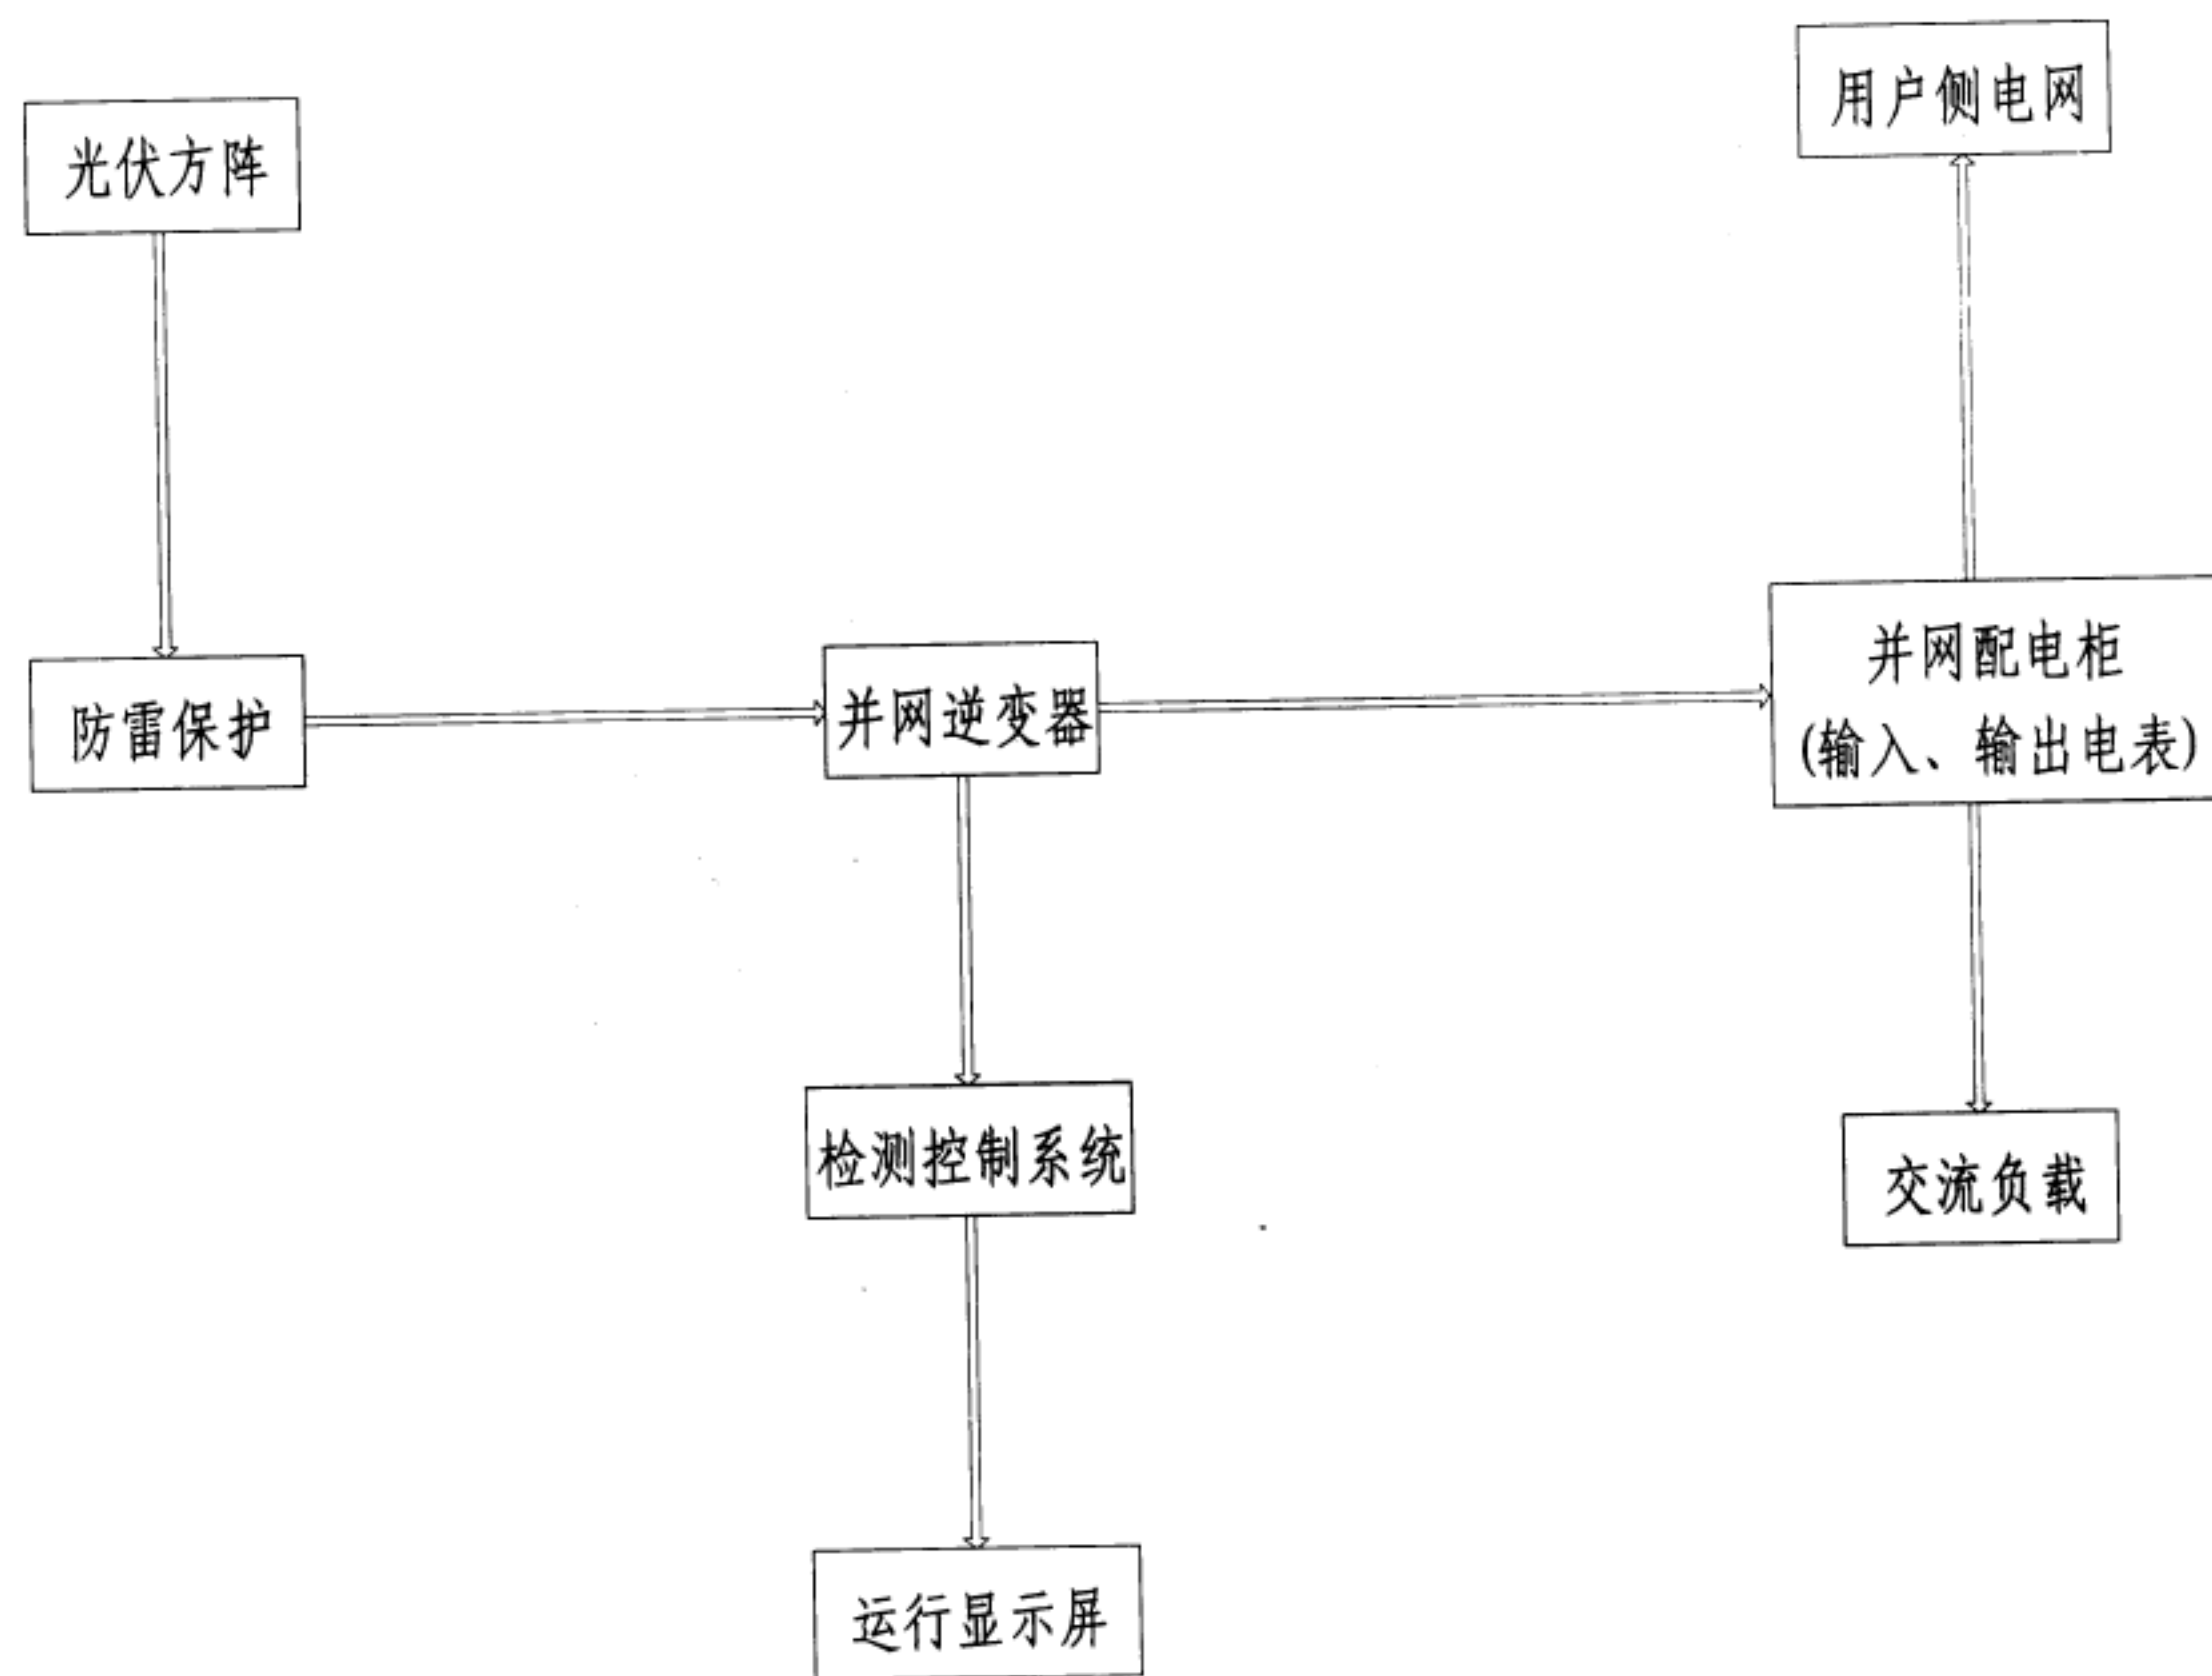 用户侧电网
光伏方阵
并网配电柜
(输入、输出电表)
防雷保护
并网逆变器
检测控制系统
交流负载
运行显示屏